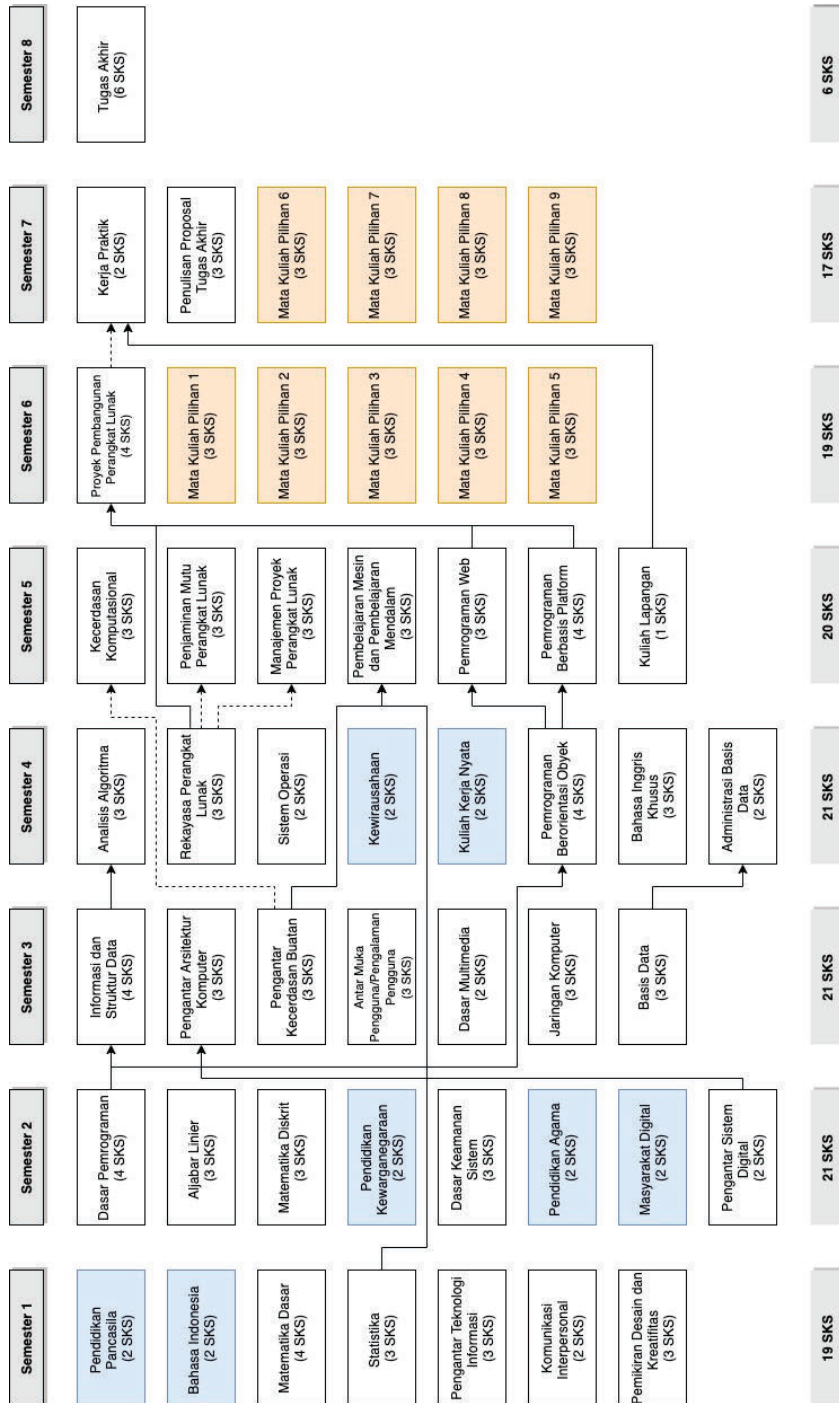 Semester 1
Pendidikan
Pancasila
(2 SKS)
Bahasa Indonesia
(2 SKS)
Matematika Dasar
(4 SKS)
Statistika
(3 SKS)
Pengantar Teknologi
Informasi
(3 SKS)
Komunikasi
Interpersonal
(2 SKS)
Pemikiran Desain dan
Kreatifitas
(3 SKS)
19 SKS
Semester 2
Dasar Pemrograman
(4 SKS)
Aljabar Linier
(3 SKS)
Matematika Diskrit
(3 SKS)
Pendidikan
Kewarganegaraan
(2 SKS)
Dasar Keamanan
Sistem
(3 SKS)
Pendidikan Agama
(2 SKS)
Masyarakat Digital
(2 SKS)
Pengantar Sistem
Digital
(2 SKS)
21 SKS
Semester 3
Informasi dan
Struktur Data
(4 SKS)
Pengantar Arsitektur
Komputer
(3 SKS)
Pengantar
Kecerdasan Buatan
(3 SKS)
Antar Muka
Pengguna/Pengalaman
Pengguna
(3 SKS)
Dasar Multimedia
(2 SKS)
Jaringan Komputer
(3 SKS)
Basis Data
(3 SKS)
21 SKS
Semester 4
Analisis Algoritma
(3 SKS)
Rekayasa Perangkat
Lunak
(3 SKS)
Sistem Operasi
(2 SKS)
Kewirausahaan
(2 SKS)
Kuliah Kerja Nyata
(2 SKS)
Pemrograman
Berorientasi Obyek
(4 SKS)
Bahasa Inggris
Khusus
(3 SKS)
Administrasi Basis
Data
(2 SKS)
21 SKS
Semester 5
Kecerdasan
Komputasional
(3 SKS)
Penjaminan Mutu
Perangkat Lunak
(3 SKS)
Manajemen Proyek
Perangkat Lunak
(3 SKS)
Pembelajaran Mesin
dan Pembelajaran
Mendalam
(3 SKS)
Pemrograman Web
(3 SKS)
Pemrograman
Berbasis Platform
(4 SKS)
Kuliah Lapangan
(1 SKS)
20 SKS
Semester 6
Proyek Pembangunan
Perangkat Lunak
(4 SKS)
Mata Kuliah Pilihan 1
(3 SKS)
Mata Kuliah Pilihan 2
(3 SKS)
Mata Kuliah Pilihan 3
(3 SKS)
Mata Kuliah Pilihan 4
(3 SKS)
Mata Kuliah Pilihan 5
(3 SKS)
19 SKS
Semester 7
Kerja Praktik
(2 SKS)
Penulisan Proposal
Tugas Akhir
(3 SKS)
Mata Kuliah Pilihan 6
(3 SKS)
Mata Kuliah Pilihan 7
(3 SKS)
Mata Kuliah Pilihan 8
(3 SKS)
Mata Kuliah Pilihan 9
(3 SKS)
17 SKS
Semester 8
Tugas Akhir
(6 SKS)
6 SKS